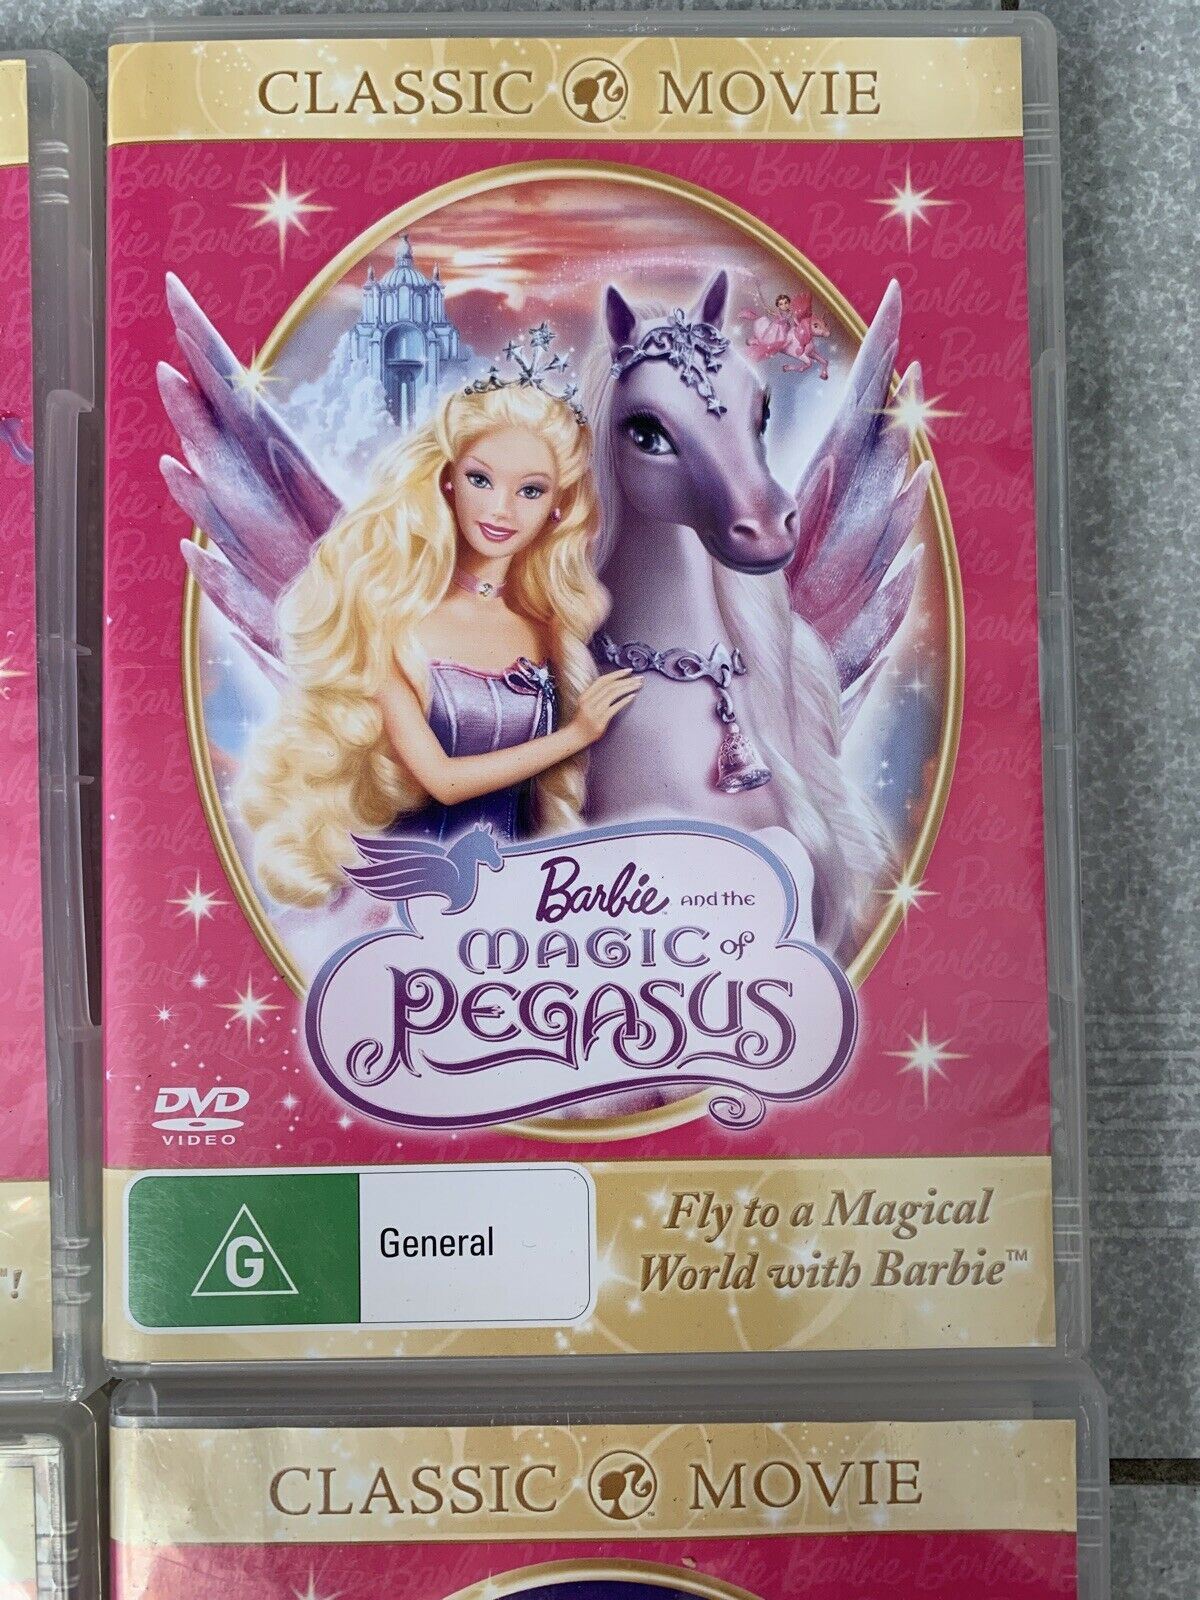 CLASSIC MOVIE
Barbie and the
MAGIC of
PEGASUS
DVD
VIDEO
G
General
Fly to a Magical
World with Barbie™
™!
CLASSIC MOVIE